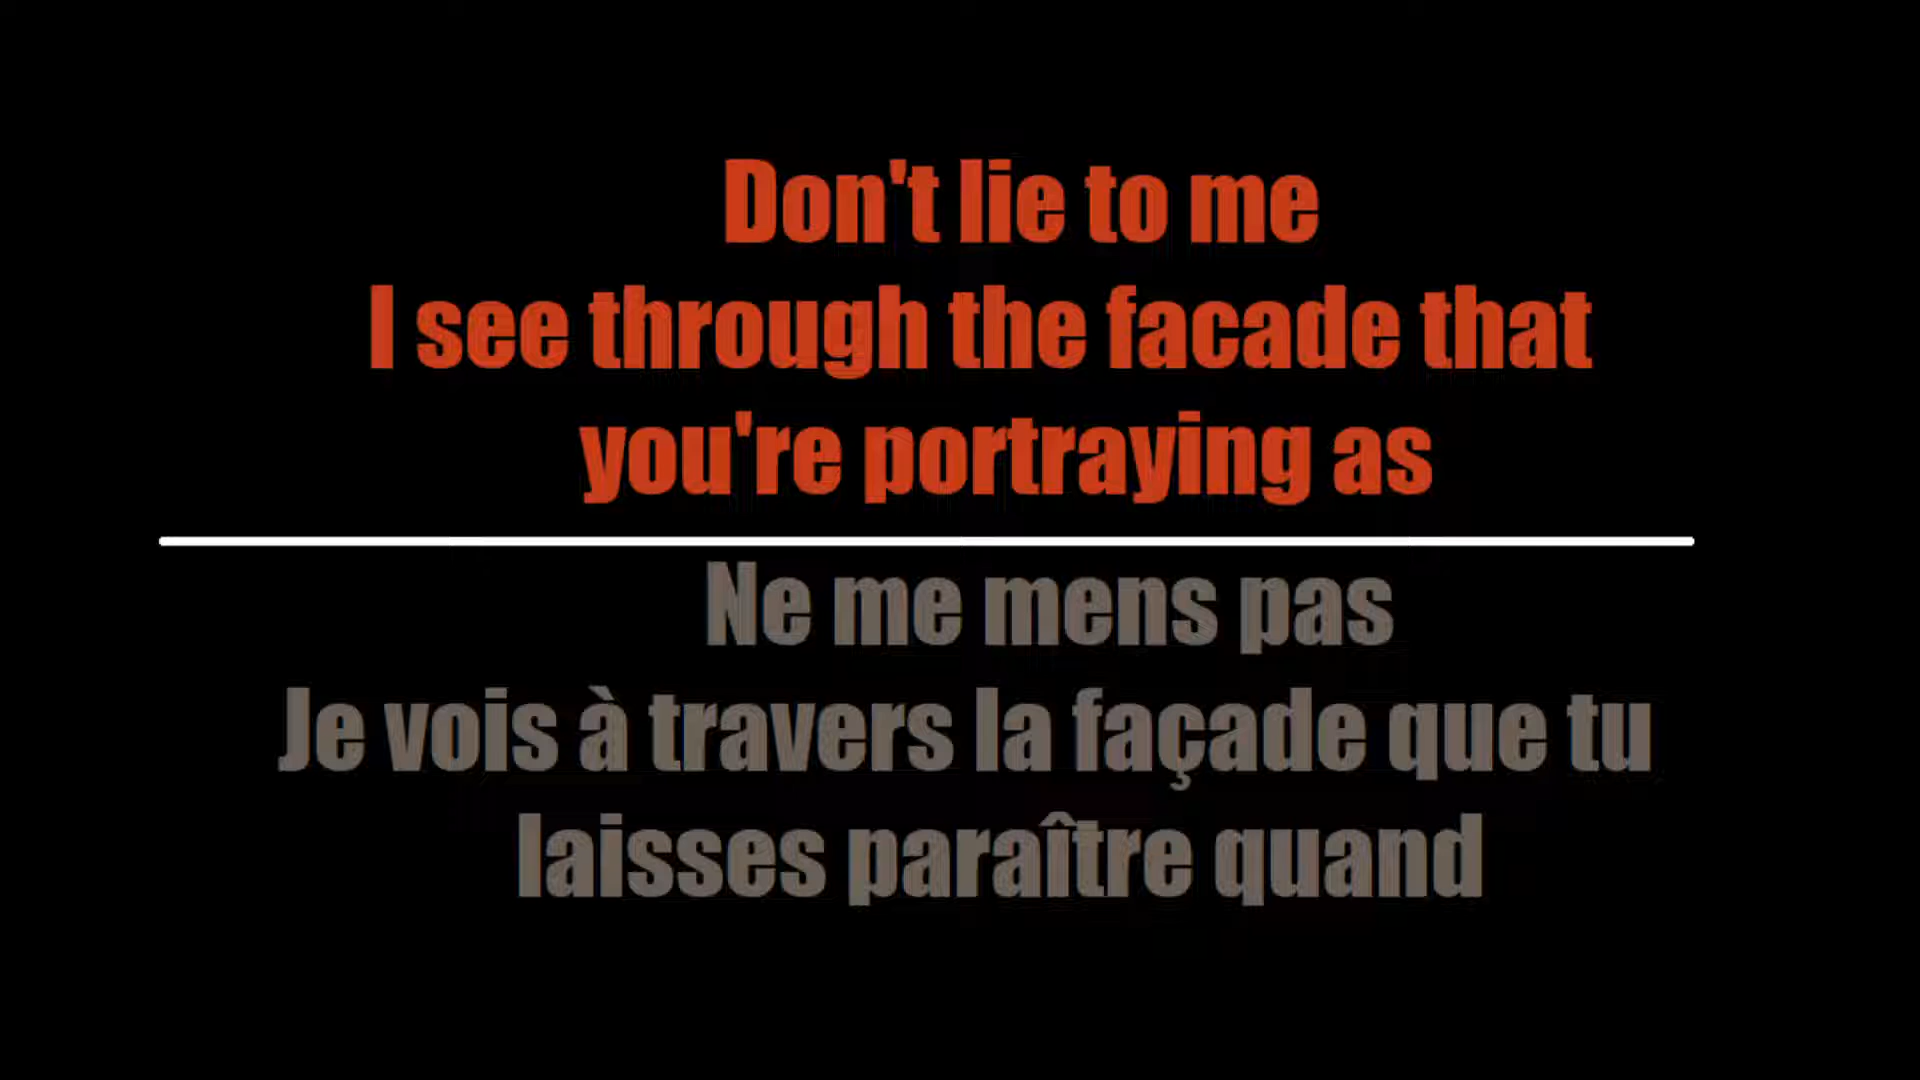 Don't lie to me
I see through the facade that
you're portraying as
Ne me mens pas
Je vois à travers la façade que tu
laisses paraître quand